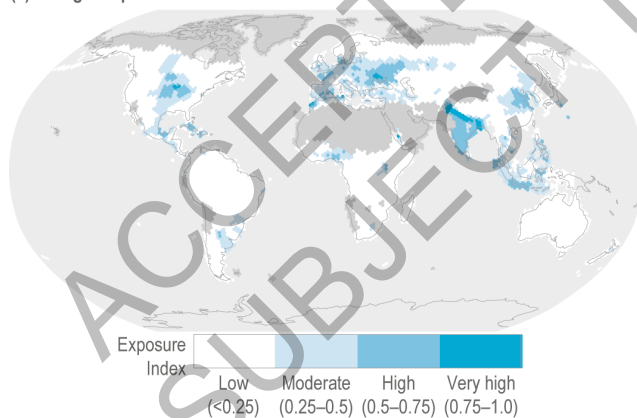 ACCEPTE
SUBJECT T
Exposure
Index
Low
(<0.25)
Moderate
(0.25–0.5)
High
(0.5–0.75)
Very high
(0.75–1.0)